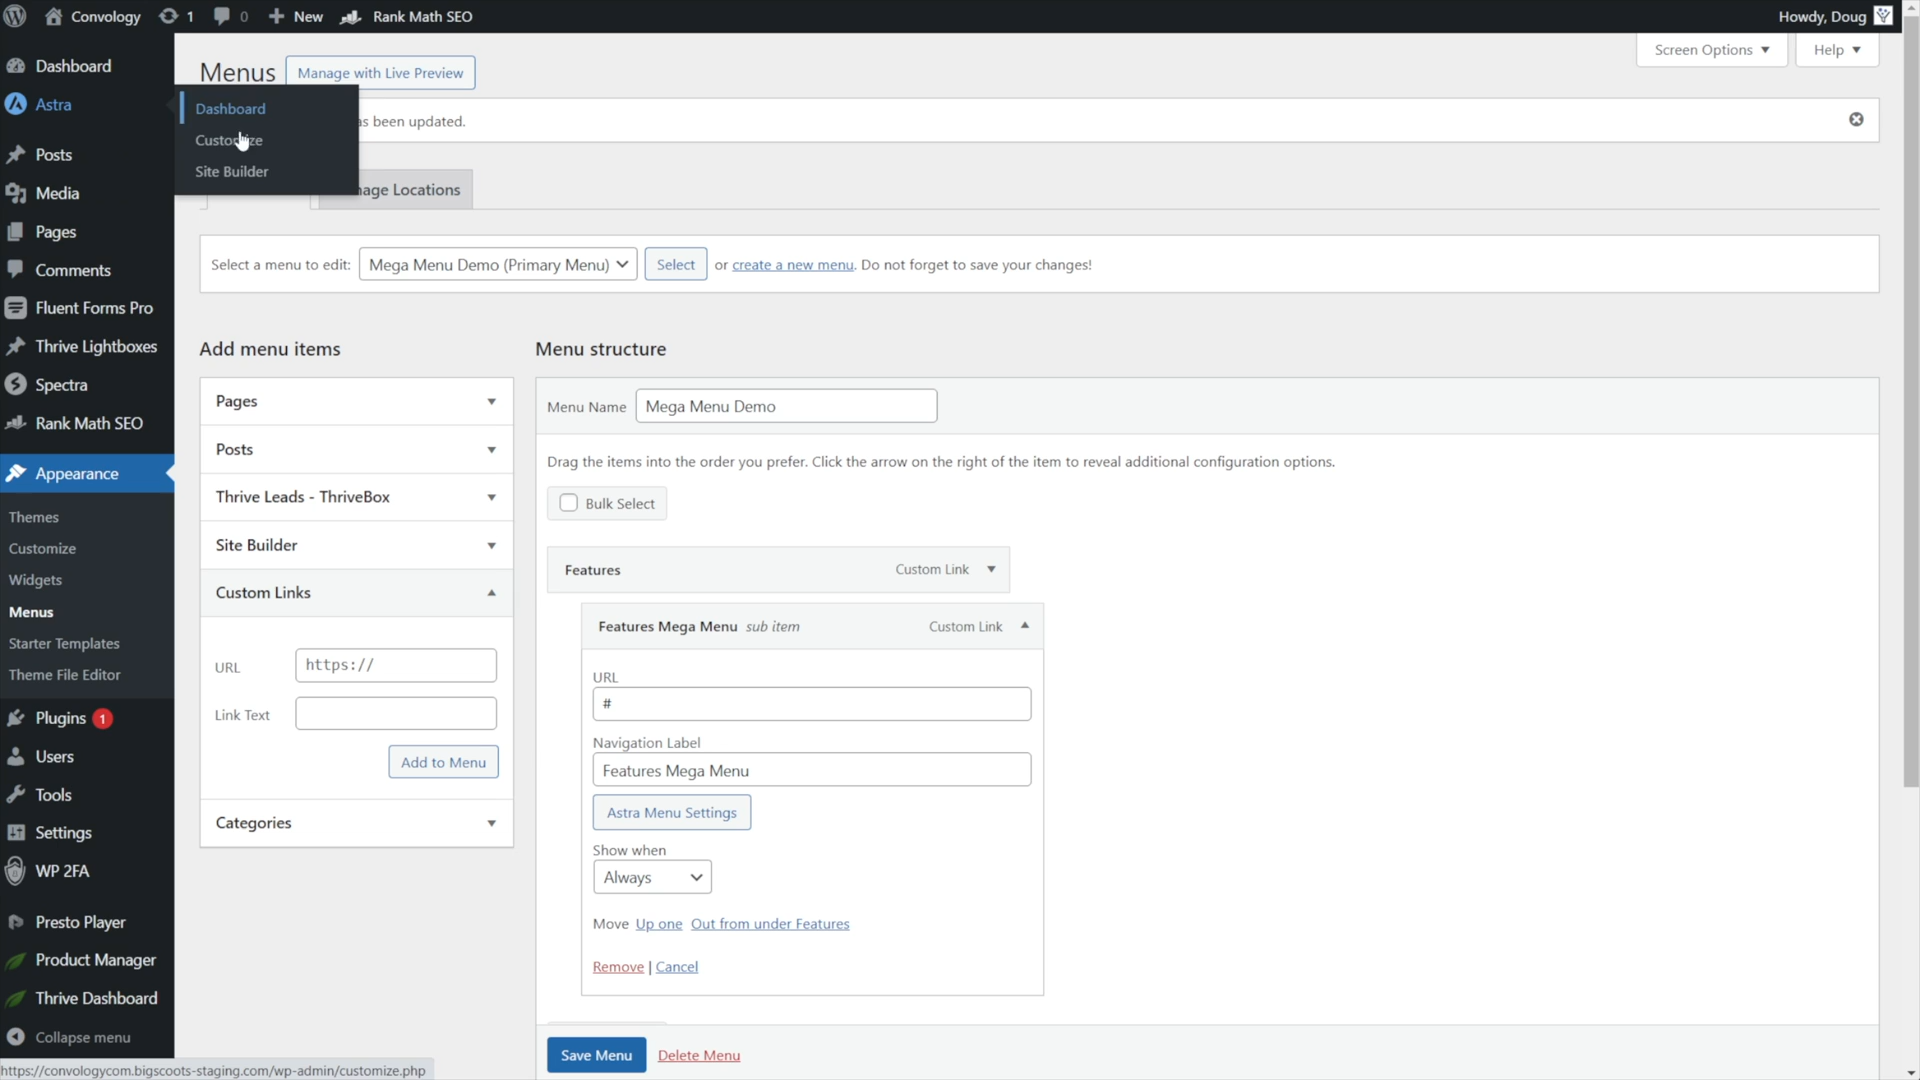 Convology 1 0 New Rank Math SEO Howdy, Doug
Screen Options Help
Dashboard
Astra
Posts
Media
Pages
Comments
Fluent Forms Pro
Thrive Lightboxes
Spectra
Rank Math SEO
Appearance
Themes
Customize
Widgets
Menus
Starter Templates
Theme File Editor
Plugins 1
Users
Tools
Settings
WP 2FA
Presto Player
Product Manager
Thrive Dashboard
Collapse menu
Dashboard
Customize
Site Builder
Menus Manage with Live Preview
has been updated.
Locations
Select a menu to edit: Mega Menu Demo (Primary Menu) Select or create a new menu. Do not forget to save your changes!
Add menu items
Pages
Posts
Thrive Leads - ThriveBox
Site Builder
Custom Links
URL https://
Link Text
Add to Menu
Categories
Menu structure
Menu Name Mega Menu Demo
Drag the items into the order you prefer. Click the arrow on the right of the item to reveal additional configuration options.
Bulk Select
Features Custom Link
Features Mega Menu sub item Custom Link
URL
#
Navigation Label
Features Mega Menu
Astra Menu Settings
Show when
Always
Move Up one Out from under Features
Remove | Cancel
Save Menu Delete Menu
https://convologycom.bigscoots-staging.com/wp-admin/customize.php